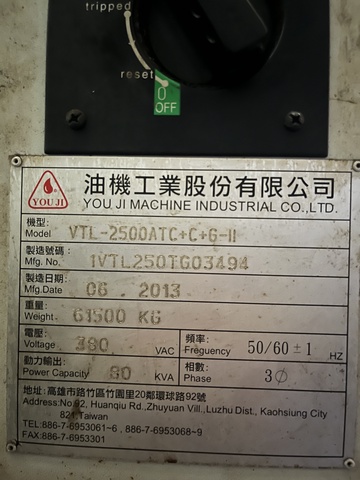 tripped
reset
0
OFF
YOU JI
油機工業股份有限公司
YOU JI MACHINE INDUSTRIAL CO.,LTD.
機型: Model VTL-2500ATC+C+G-II
製造號碼: Mfg. No. 1VTL250TG03494
製造日期: Mfg.Date 06 . 2013
重量: Weight 61500 KG
電壓: Voltage 380 VAC 頻率: Freguency 50/60±1 HZ
動力輸出: Power Capacity 80 KVA 相數: Phase 3∅
地址:高雄市路竹區竹圍里20鄰環球路92號
Address:No.92, Huanqiu Rd.,Zhuyuan Vill.,Luzhu Dist., Kaohsiung City
821,Taiwan
TEL:886-7-6953061~6 , 886-7-6953068~9
FAX:886-7-6953301